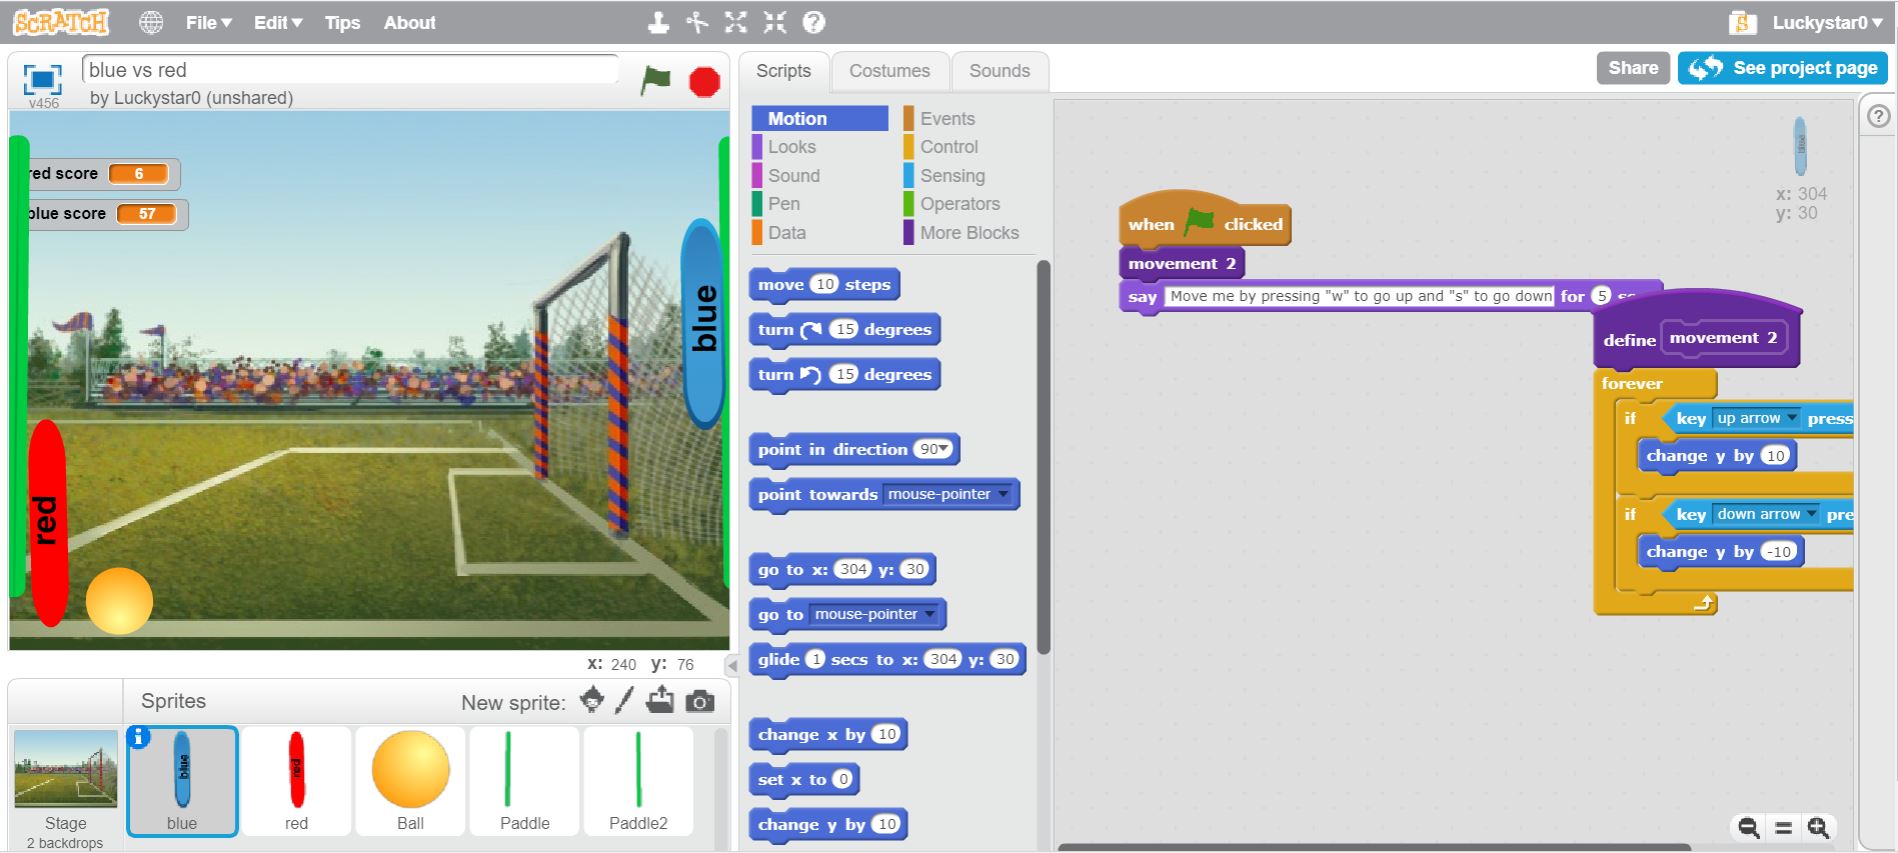 SCRATCH File Edit Tips About Luckystar0
v456 blue vs red
by Luckystar0 (unshared)
red score 6
blue score 57
blue
red
x: 240 y: 76
Sprites New sprite:
Stage
2 backdrops
blue
blue
red
red
Ball
Paddle
Paddle2
Scripts Costumes Sounds
Share See project page
Motion Events
Looks Control
Sound Sensing
Pen Operators
Data More Blocks
move 10 steps
turn 15 degrees
turn 15 degrees
point in direction 90
point towards mouse-pointer
go to x: 304 y: 30
go to mouse-pointer
glide 1 secs to x: 304 y: 30
change x by 10
set x to 0
change y by 10
blue
x: 304
y: 30
when clicked
movement 2
say Move me by pressing "w" to go up and "s" to go down for 5 se
define movement 2
forever
if key up arrow press
change y by 10
if key down arrow pre
change y by -10